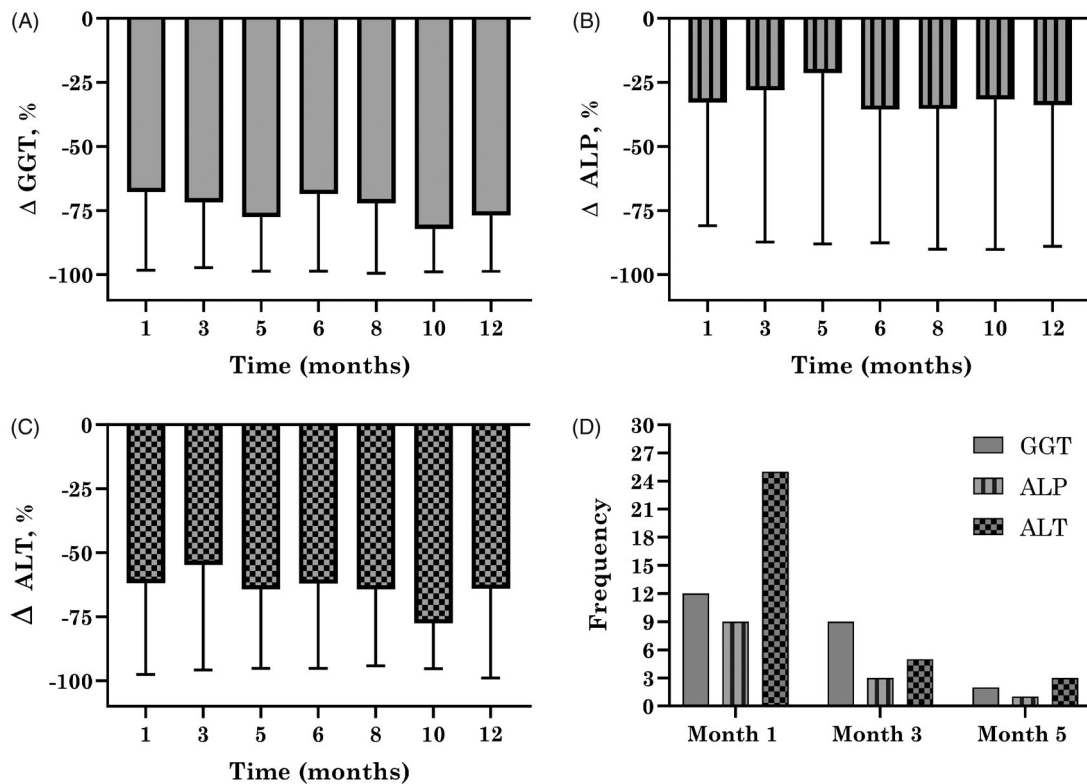 (A)
0
-25
-50
-75
-100
Δ GGT, %
1 3 5 6 8 10 12
Time (months)
(B)
0
-25
-50
-75
-100
Δ ALP, %
1 3 5 6 8 10 12
Time (months)
(C)
0
-25
-50
-75
-100
Δ ALT, %
1 3 5 6 8 10 12
Time (months)
(D)
30
27
24
21
18
15
12
9
6
3
0
Frequency
GGT
ALP
ALT
Month 1 Month 3 Month 5